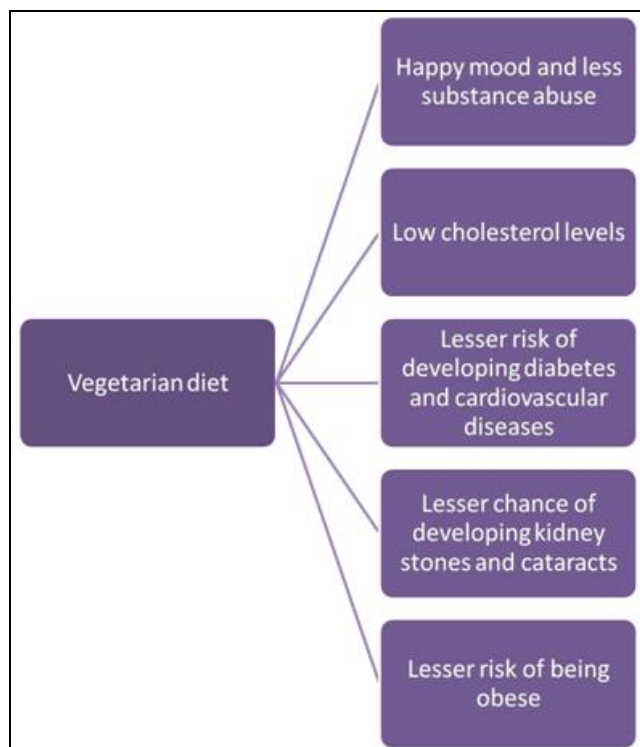 Happy mood and less
substance abuse
Low cholesterol levels
Vegetarian diet
Lesser risk of
developing diabetes
and cardiovascular
diseases
Lesser chance of
developing kidney
stones and cataracts
Lesser risk of being
obese